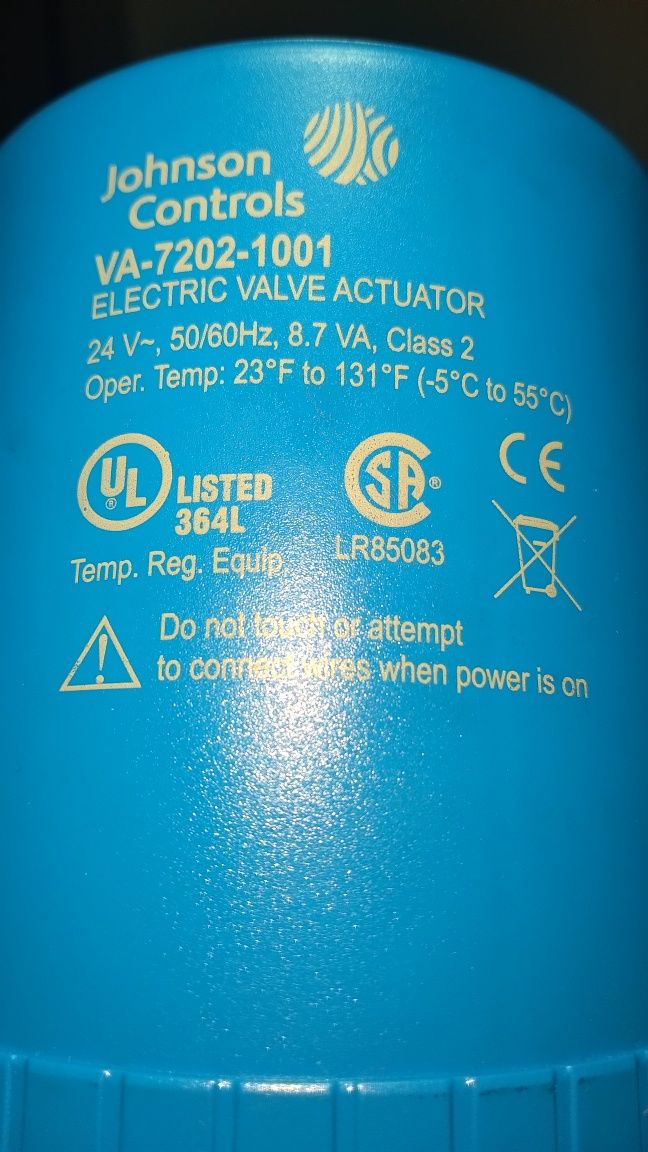 Johnson
Controls
VA-7202-1001
ELECTRIC VALVE ACTUATOR
24 V~, 50/60Hz, 8.7 VA, Class 2
Oper. Temp: 23°F to 131°F (-5°C to 55°C)
UL ® LISTED
364L
Temp. Reg. Equip.
SA ®
LR85083
CE
Do not touch or attempt
to connect wires when power is on